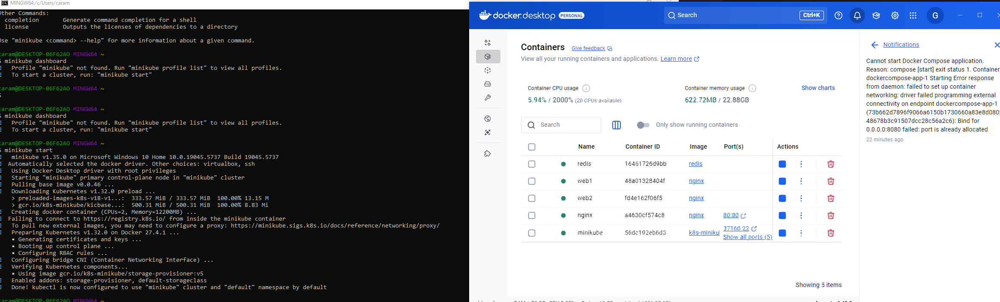 MINGW64:/c/Users/caram
Other Commands:
completion Generate command completion for a shell
license Outputs the licenses of dependencies to a directory
Use "minikube <command> --help" for more information about a given command.
caram@DESKTOP-06F62AO MINGW64 ~
$ minikube dashboard
Profile "minikube" not found. Run "minikube profile list" to view all profiles.
To start a cluster, run: "minikube start"
caram@DESKTOP-06F62AO MINGW64 ~
$
caram@DESKTOP-06F62AO MINGW64 ~
$ minikube dashboard
Profile "minikube" not found. Run "minikube profile list" to view all profiles.
To start a cluster, run: "minikube start"
caram@DESKTOP-06F62AO MINGW64 ~
$ minikube start
minikube v1.35.0 on Microsoft Windows 10 Home 10.0.19045.5737 Build 19045.5737
Automatically selected the docker driver. Other choices: virtualbox, ssh
Using Docker Desktop driver with root privileges
Starting "minikube" primary control-plane node in "minikube" cluster
Pulling base image v0.0.46 ...
Downloading Kubernetes v1.32.0 preload ...
> preloaded-images-k8s-v18-v1...: 333.57 MiB / 333.57 MiB 100.00% 13.15 M
> gcr.io/k8s-minikube/kicbase...: 500.31 MiB / 500.31 MiB 100.00% 8.83 Mi
Creating docker container (CPUs=2, Memory=12200MB) ...
Failing to connect to https://registry.k8s.io/ from inside the minikube container
To pull new external images, you may need to configure a proxy: https://minikube.sigs.k8s.io/docs/reference/networking/proxy/
Preparing Kubernetes v1.32.0 on Docker 27.4.1 ...
▪ Generating certificates and keys ...
▪ Booting up control plane ...
▪ Configuring RBAC rules ...
Configuring bridge CNI (Container Networking Interface) ...
Verifying Kubernetes components...
▪ Using image gcr.io/k8s-minikube/storage-provisioner:v5
Enabled addons: storage-provisioner, default-storageclass
Done! kubectl is now configured to use "minikube" cluster and "default" namespace by default
caram@DESKTOP-06F62AO MINGW64 ~
docker.desktop PERSONAL
Search Ctrl+K
G
Containers Give feedback
View all your running containers and applications. Learn more
Container CPU usage
5.94% / 2000% (20 CPUs available)
Container memory usage
622.72MB / 22.88GB
Show charts
Search
Only show running containers
Name Container ID Image Port(s) Actions
redis 16461726d9bb redis
web1 48a01328404f nginx
web2 fd4e162f06f5 nginx
nginx a4630cf574c8 nginx 80:80
minikube 56dc192eb6d3 k8s-miniku 37160:22
Show all ports (5)
Showing 5 items
Notifications
Cannot start Docker Compose application.
Reason: compose [start] exit status 1. Container
dockercompose-app-1 Starting Error response
from daemon: failed to set up container
networking: driver failed programming external
connectivity on endpoint dockercompose-app-1
(73b662d7896f9066a6150b1730660a83e8d080
48678b3c91507dcc28c56a2c6): Bind for
0.0.0.0:8080 failed: port is already allocated
22 minutes ago